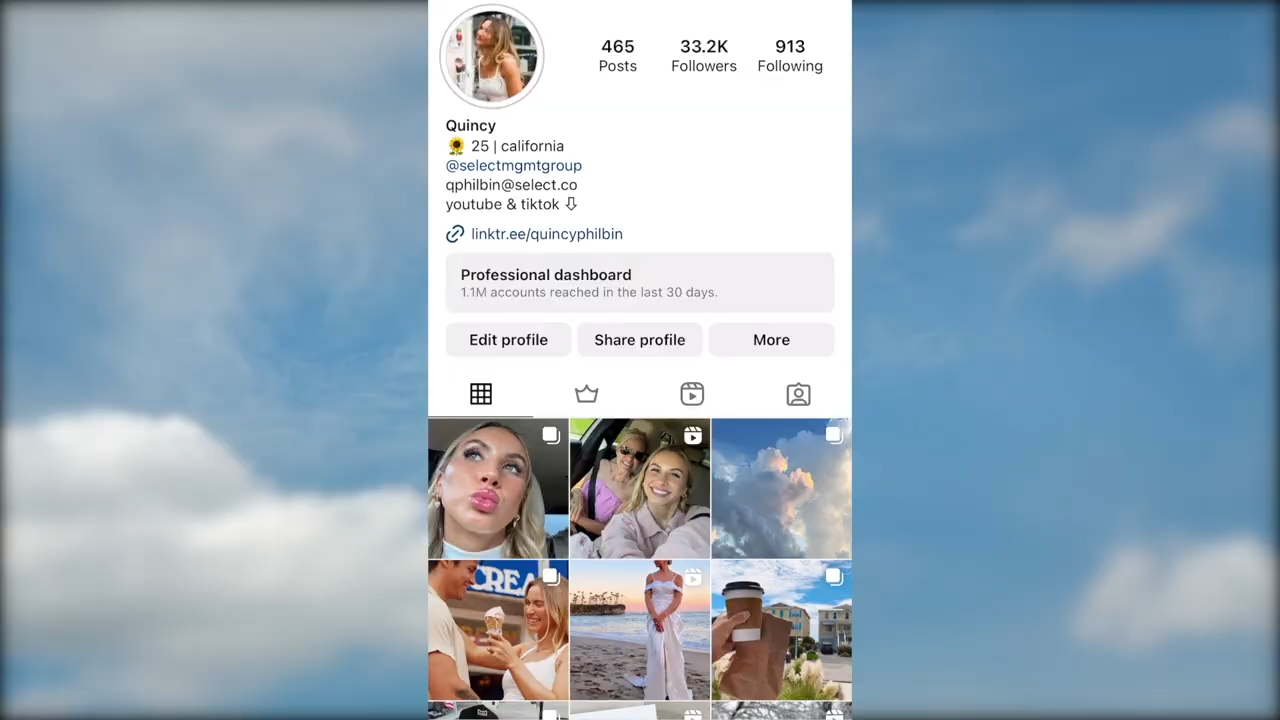 465
Posts
33.2K
Followers
913
Following
Quincy
🌻 25 | california
@selectmgmtgroup
qphilbin@select.co
youtube & tiktok ⇩
linktr.ee/quincyphilbin
Professional dashboard
1.1M accounts reached in the last 30 days.
Edit profile
Share profile
More
CREA